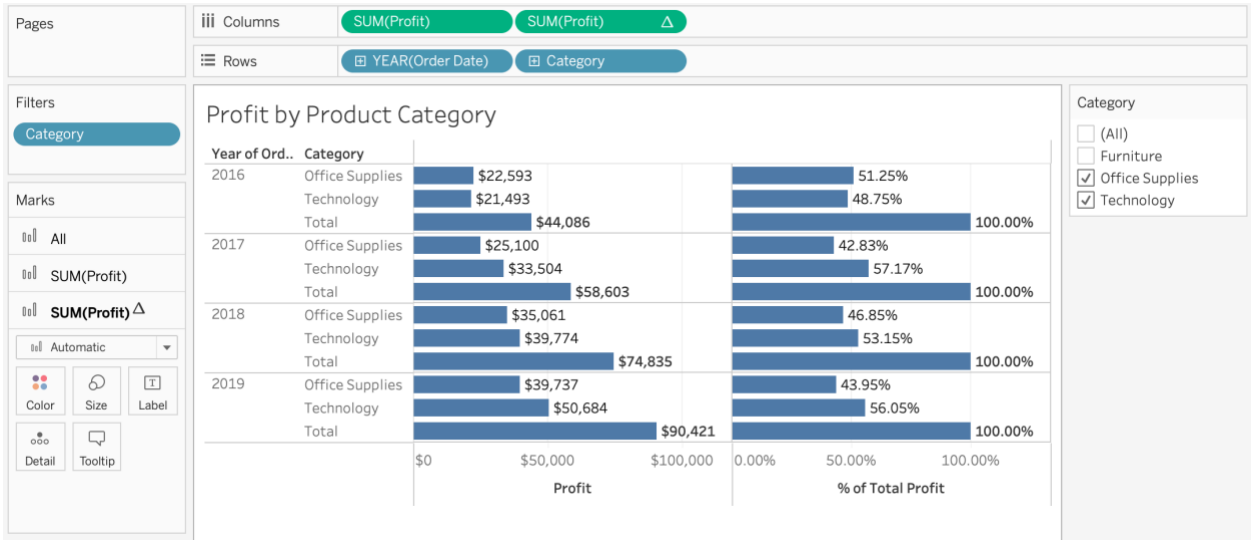 Pages
Columns SUM(Profit) SUM(Profit) Δ
Rows YEAR(Order Date) Category
Filters
Category
Marks
All
SUM(Profit)
SUM(Profit) Δ
Automatic
Color Size Label
Detail Tooltip
Profit by Product Category
Year of Ord.. Category
2016 Office Supplies $22,593 51.25%
Technology $21,493 48.75%
Total $44,086 100.00%
2017 Office Supplies $25,100 42.83%
Technology $33,504 57.17%
Total $58,603 100.00%
2018 Office Supplies $35,061 46.85%
Technology $39,774 53.15%
Total $74,835 100.00%
2019 Office Supplies $39,737 43.95%
Technology $50,684 56.05%
Total $90,421 100.00%
$0 $50,000 $100,000 0.00% 50.00% 100.00%
Profit % of Total Profit
Category
(All)
Furniture
Office Supplies
Technology